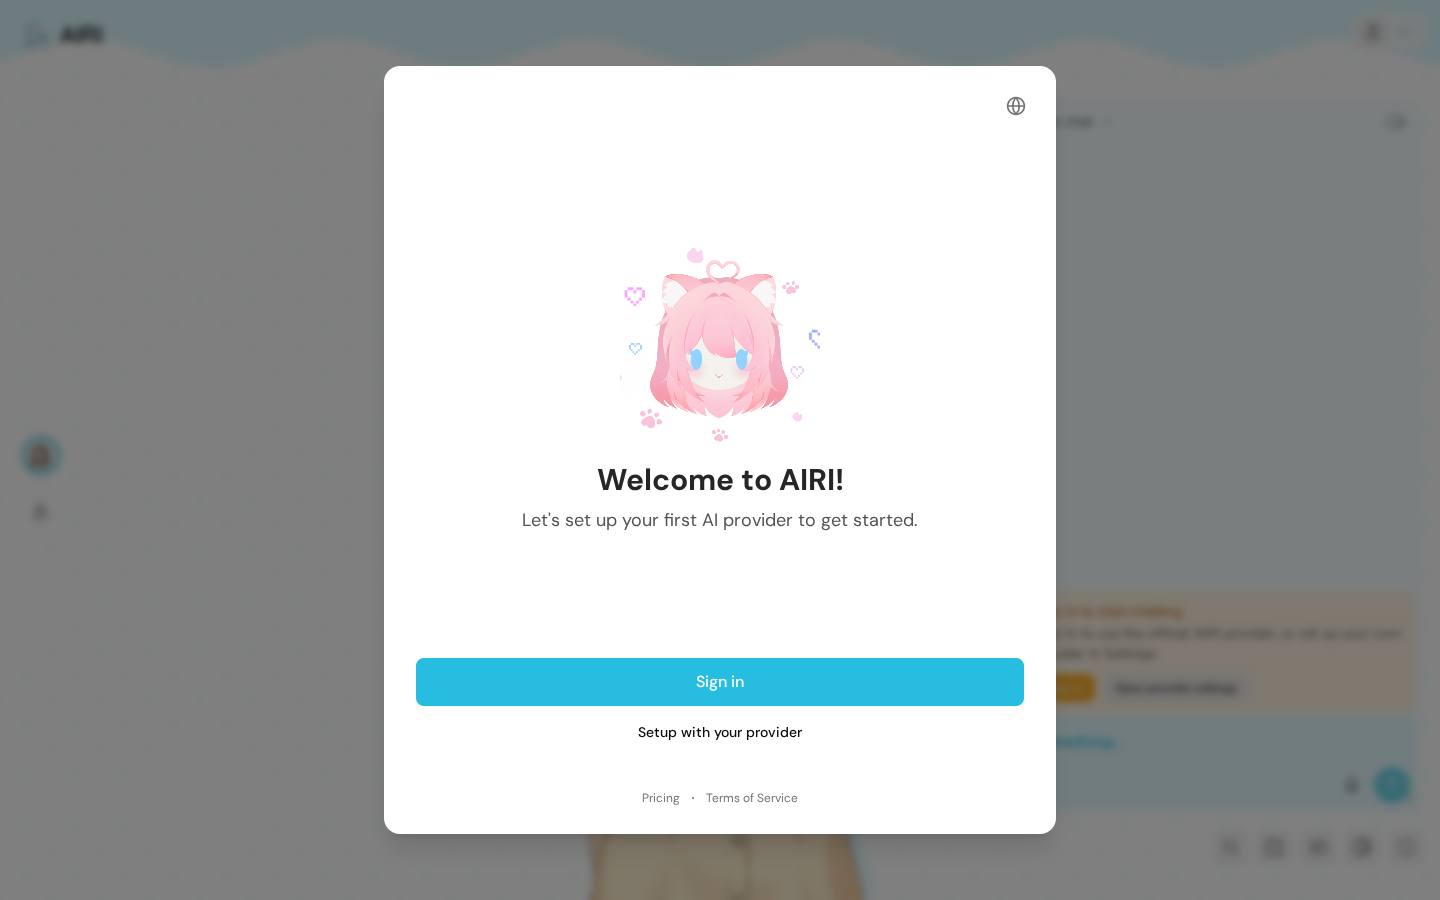 AIRI
Welcome to AIRI!
Let's set up your first AI provider to get started.
Sign in
Setup with your provider
Pricing • Terms of Service